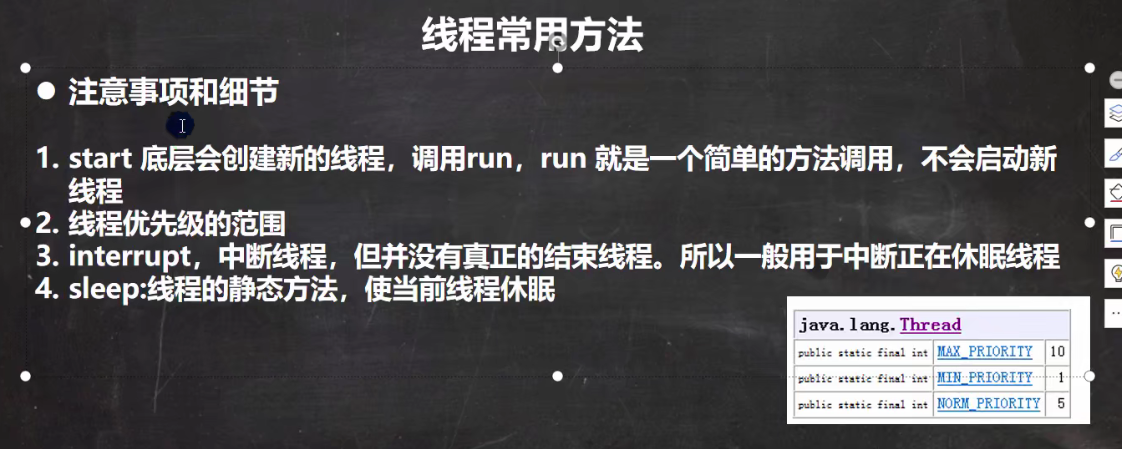 线程常用方法
● 注意事项和细节
1. start 底层会创建新的线程，调用run，run 就是一个简单的方法调用，不会启动新
线程
2. 线程优先级的范围
3. interrupt，中断线程，但并没有真正的结束线程。所以一般用于中断正在休眠线程
4. sleep:线程的静态方法，使当前线程休眠
java.lang.Thread
public static final int MAX_PRIORITY 10
public static final int MIN_PRIORITY 1
public static final int NORM_PRIORITY 5